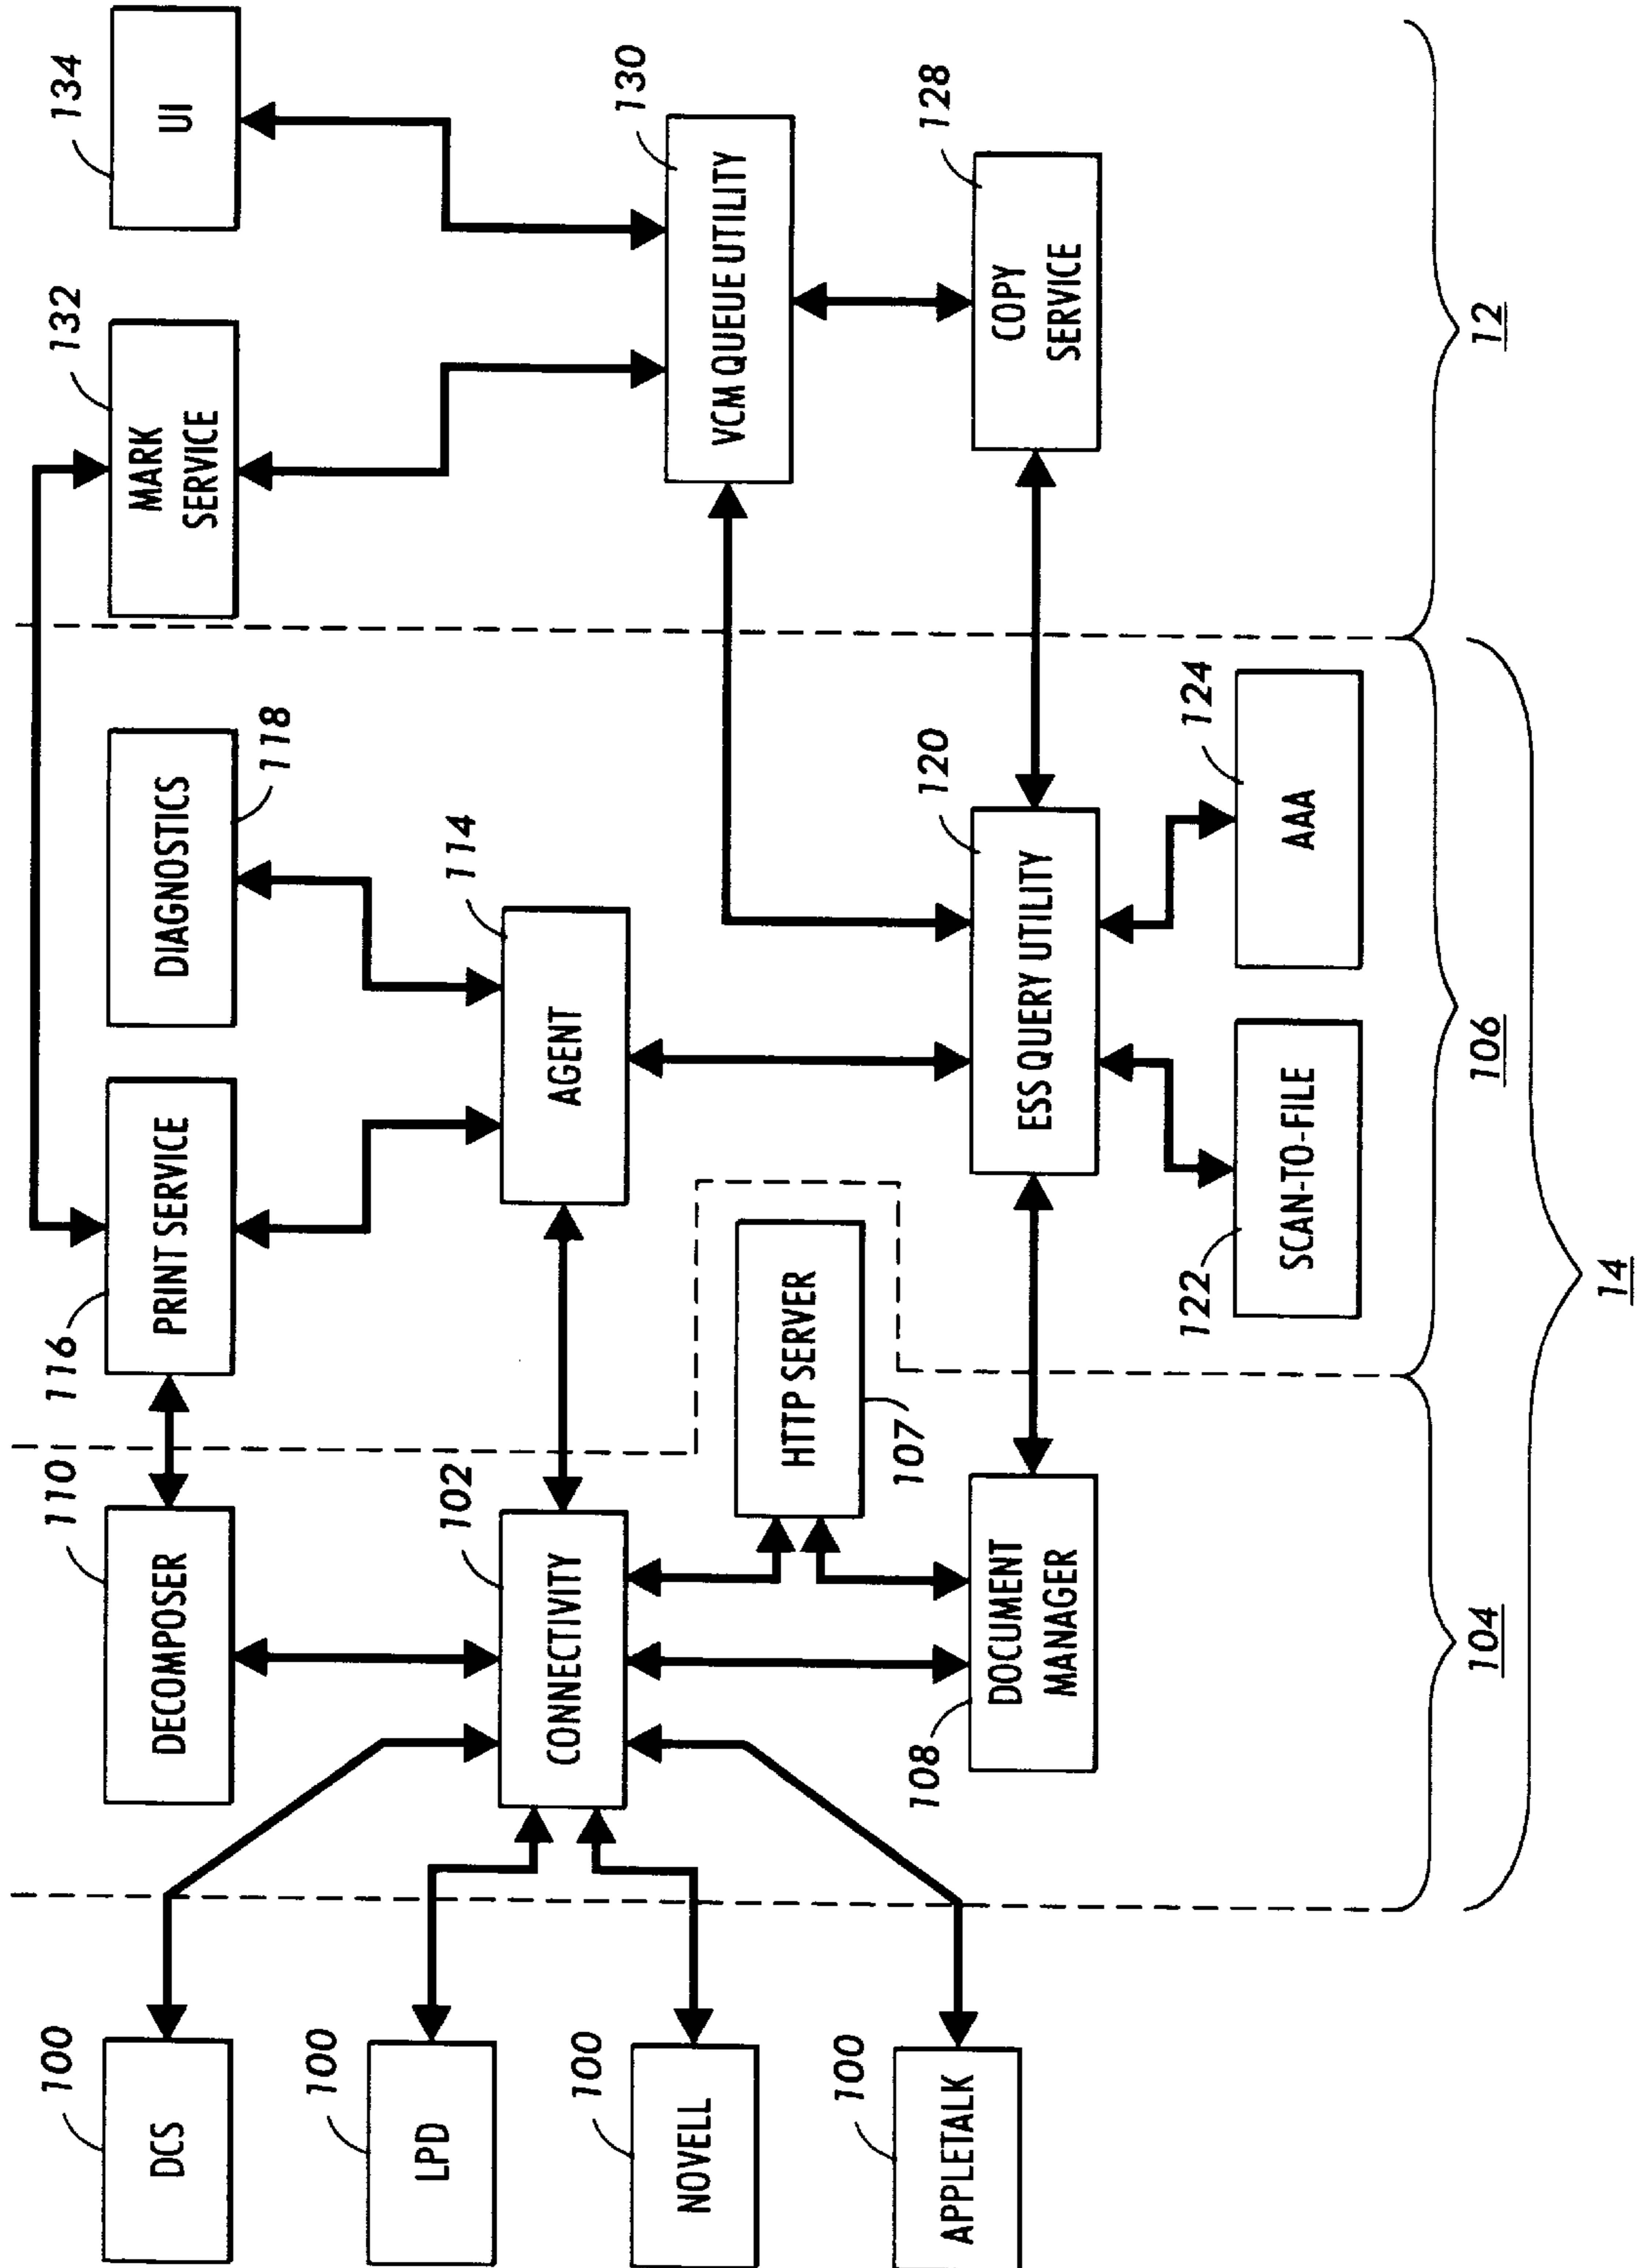 100
DCS
100
LPD
100
NOVELL
100
APPLETALK
110
DECOMPOSER
102
CONNECTIVITY
HTTP SERVER
107
108
DOCUMENT
MANAGER
104
116
PRINT SERVICE
DIAGNOSTICS
118
114
AGENT
120
ESS QUERY UTILITY
122
SCAN-TO-FILE
124
AAA
106
14
132
MARK
SERVICE
134
UI
130
VCM QUEUE UTILITY
128
COPY
SERVICE
12